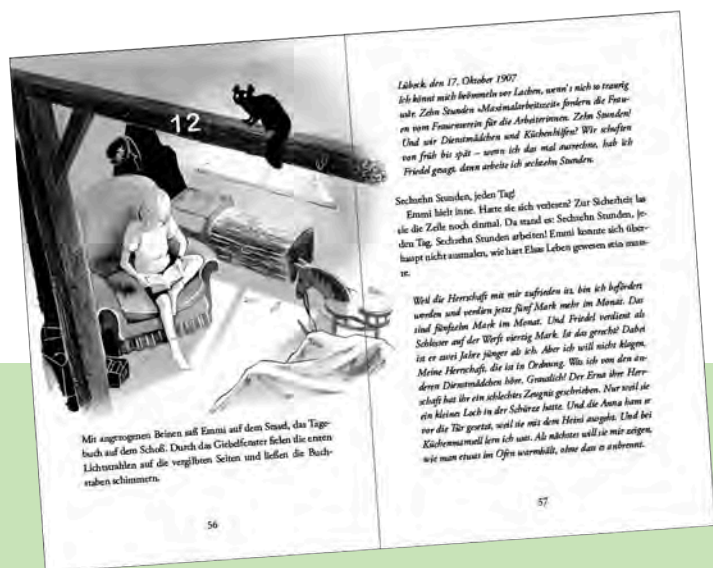 12
Mit angezogenen Beinen saß Emmi auf dem Sessel, das Tage-
buch auf dem Schoß. Durch das Giebelfenster fielen die ersten
Lichtstrahlen auf die vergilbten Seiten und ließen die Buch-
staben schimmern.
56
Lübeck, den 17. Oktober 1907
Ich könnt mich beömmeln vor Lachen, wenn's nich so traurig
wär. Zehn Stunden »Maximalarbeitszeit« fordern die Frau-
en vom Frauenverein für die Arbeiterinnen. Zehn Stunden!
Und wir Dienstmädchen und Küchenhilfen? Wir schuften
von früh bis spät – wenn ich das mal ausrechne, hab ich
Friedel gesagt, dann arbeite ich sechzehn Stunden.
Sechzehn Stunden, jeden Tag!
Emmi hielt inne. Hatte sie sich verlesen? Zur Sicherheit las
sie die Zeile noch einmal. Da stand es: Sechzehn Stunden, je-
den Tag. Sechzehn Stunden arbeiten! Emmi konnte sich über-
haupt nicht ausmalen, wie hart Elsas Leben gewesen sein muss-
te.
Weil die Herrschaft mit mir zufrieden ist, bin ich befördert
worden und verdien jetzt fünf Mark mehr im Monat. Das
sind fünfzehn Mark im Monat. Und Friedel verdient als
Schlosser auf der Werft vierzig Mark. Ist das gerecht? Dabei
ist er zwei Jahre jünger als ich. Aber ich will nicht klagen.
Meine Herrschaft, die ist in Ordnung. Was ich von den an-
deren Dienstmädchen höre, Graualich! Der Erna ihre Herr-
schaft hat ihr ein schlechtes Zeugnis geschrieben. Nur weil sie
ein kleines Loch in der Schürze hatte. Und die Anna ham se
vor die Tür gesetzt, weil sie mit dem Heini ausgeht. Und bei
Küchenmamsell lern ich was. Als nächstes will sie mir zeigen,
wie man etwas im Ofen warmhält, ohne dass es anbrennt.
57